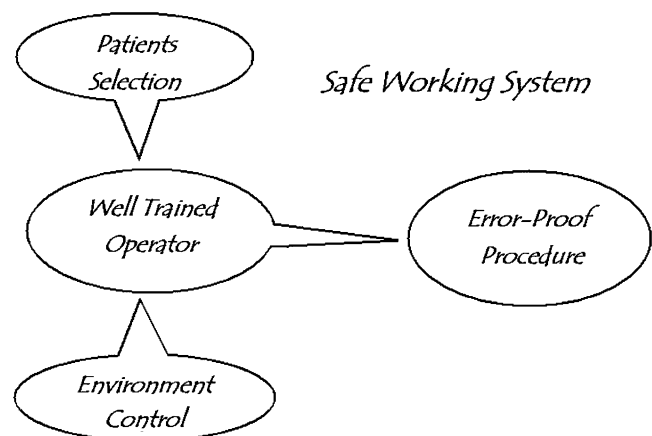 Patients
Selection
Safe Working System
Well Trained
Operator
Error-Proof
Procedure
Environment
Control